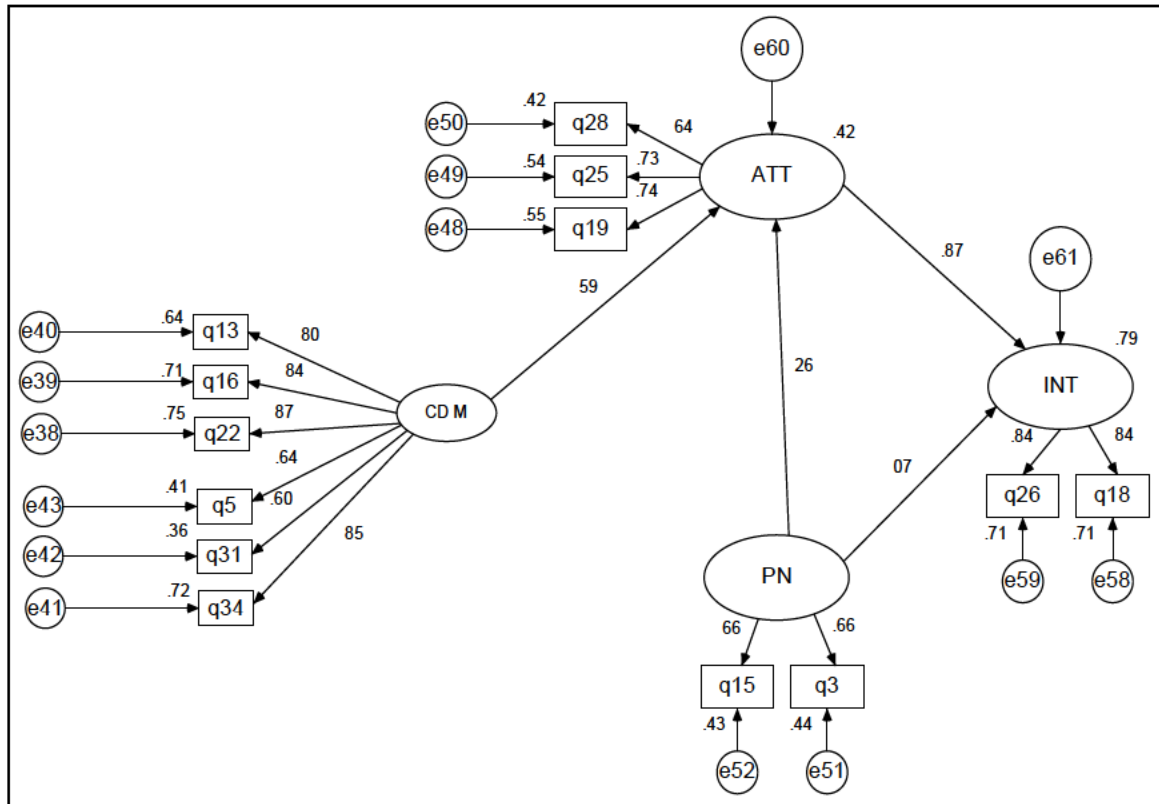 e60
.42
e50
.42
q28
64
ATT
e49
.54
q25
.73
e48
.55
q19
.74
.87
e61
59
.79
INT
e40
.64
q13
80
e39
.71
q16
84
26
CD M
e38
.75
q22
87
.84
84
.64
07
q26
q18
e43
.41
q5
.60
.71
.71
e42
.36
q31
85
PN
e59
e58
e41
.72
q34
66
.66
q15
q3
.43
.44
e52
e51